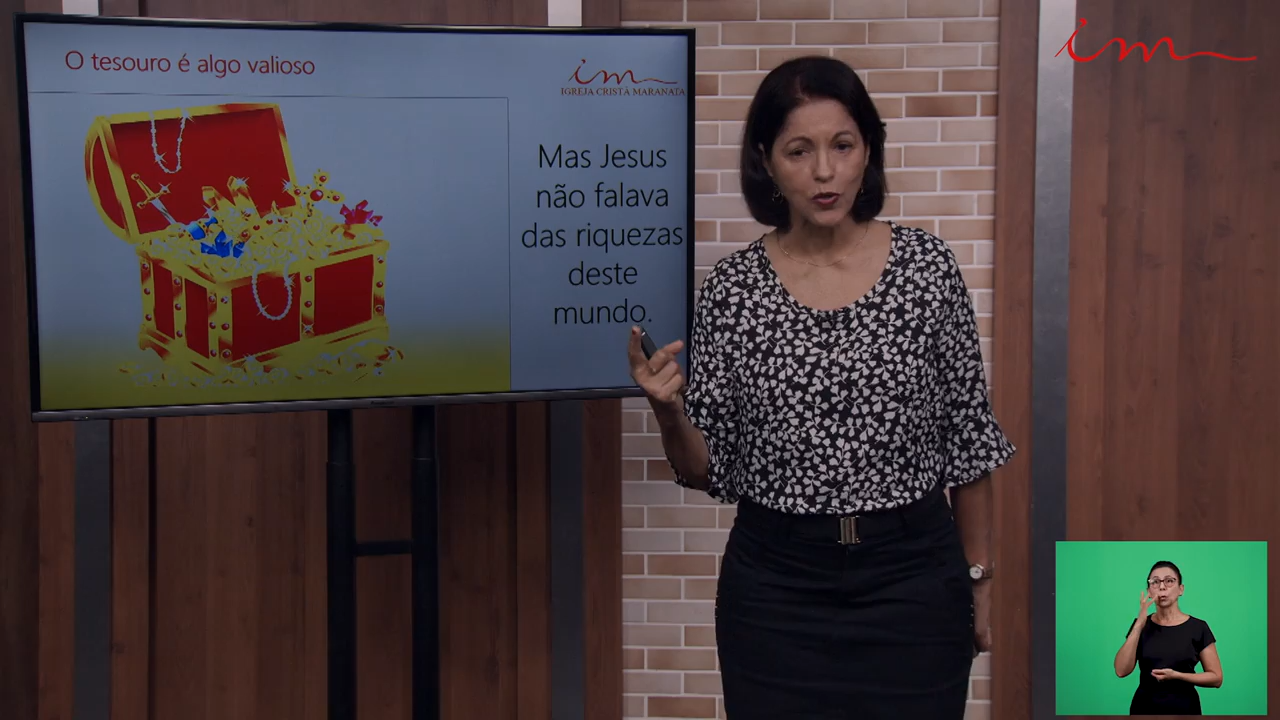 O tesouro é algo valioso
im
IGREJA CRISTÃ MARANATA
Mas Jesus
não falava
das riquezas
deste
mundo.
im